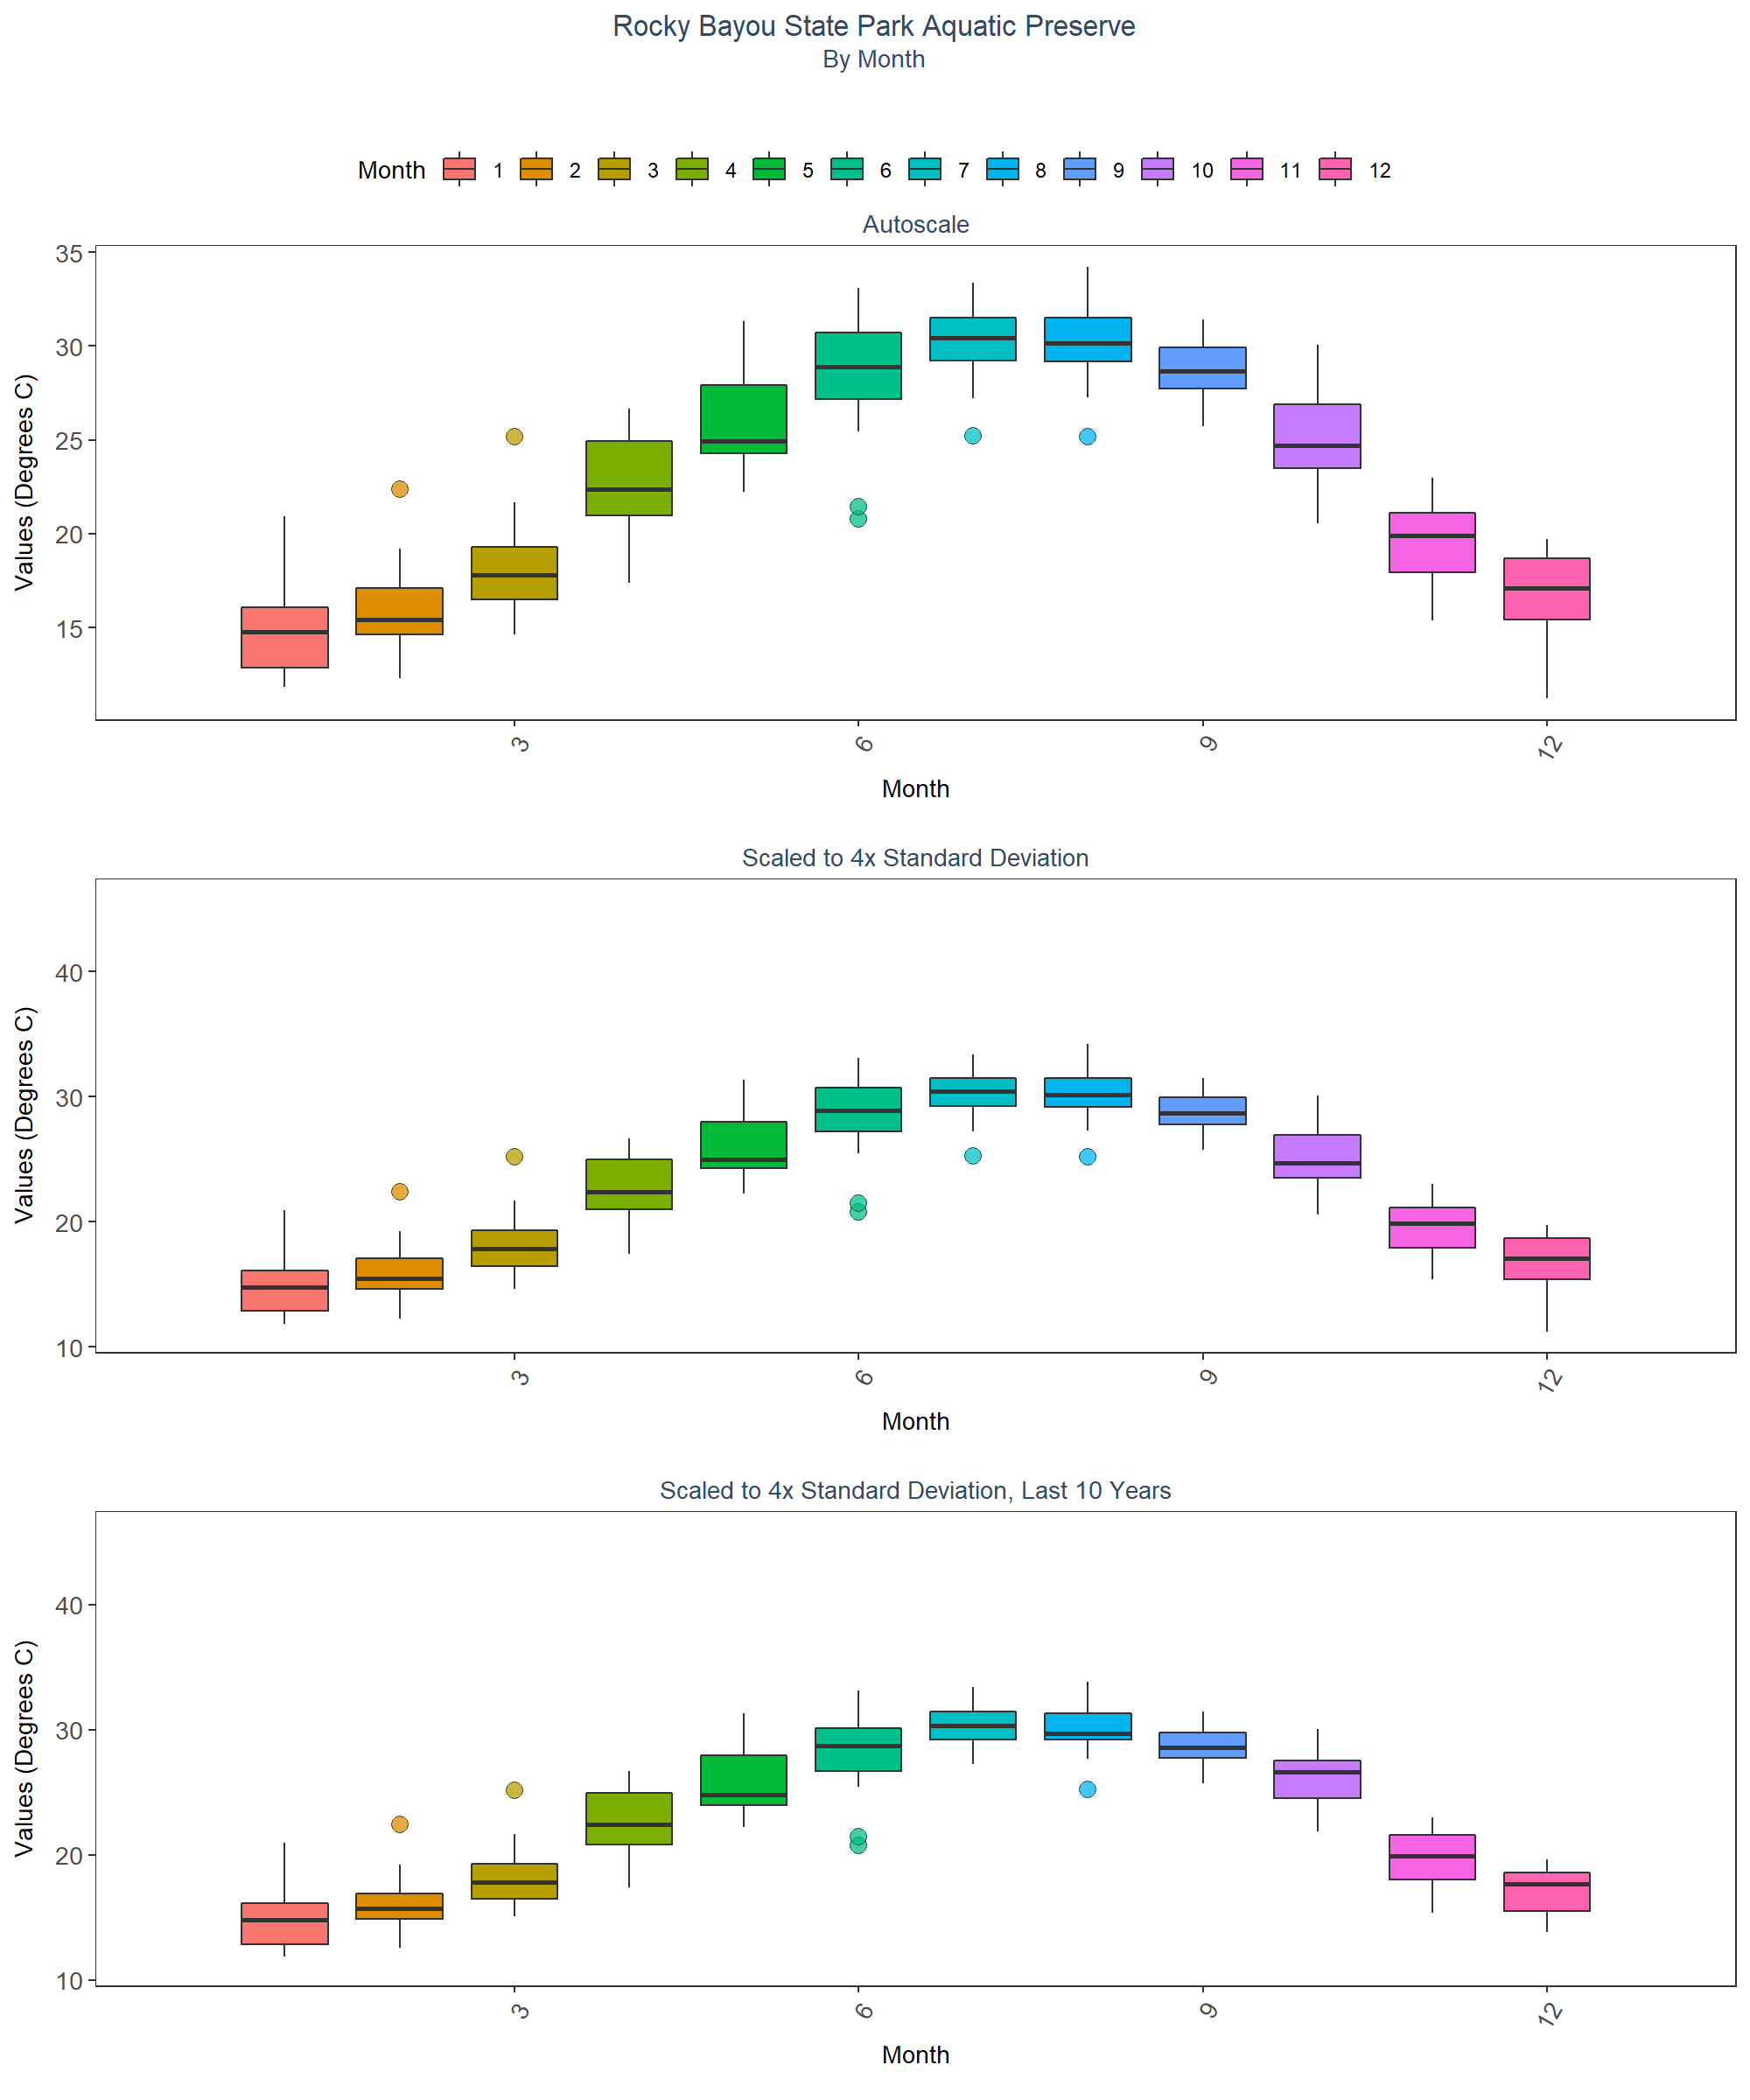 Rocky Bayou State Park Aquatic Preserve
By Month
Month 1 2 3 4 5 6 7 8 9 10 11 12
Autoscale
Values (Degrees C)
35
30
25
20
15
3 6 9 12
Month
Scaled to 4x Standard Deviation
Values (Degrees C)
40
30
20
10
3 6 9 12
Month
Scaled to 4x Standard Deviation, Last 10 Years
Values (Degrees C)
40
30
20
10
3 6 9 12
Month